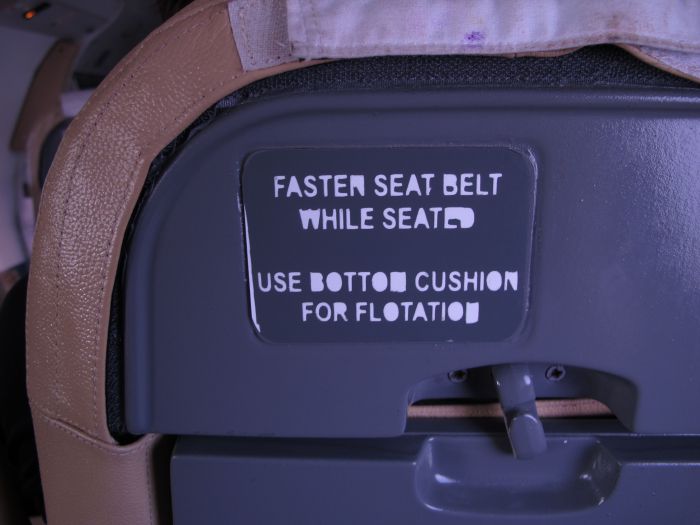 FASTEN SEAT BELT
WHILE SEATED
USE BOTTOM CUSHION
FOR FLOTATION